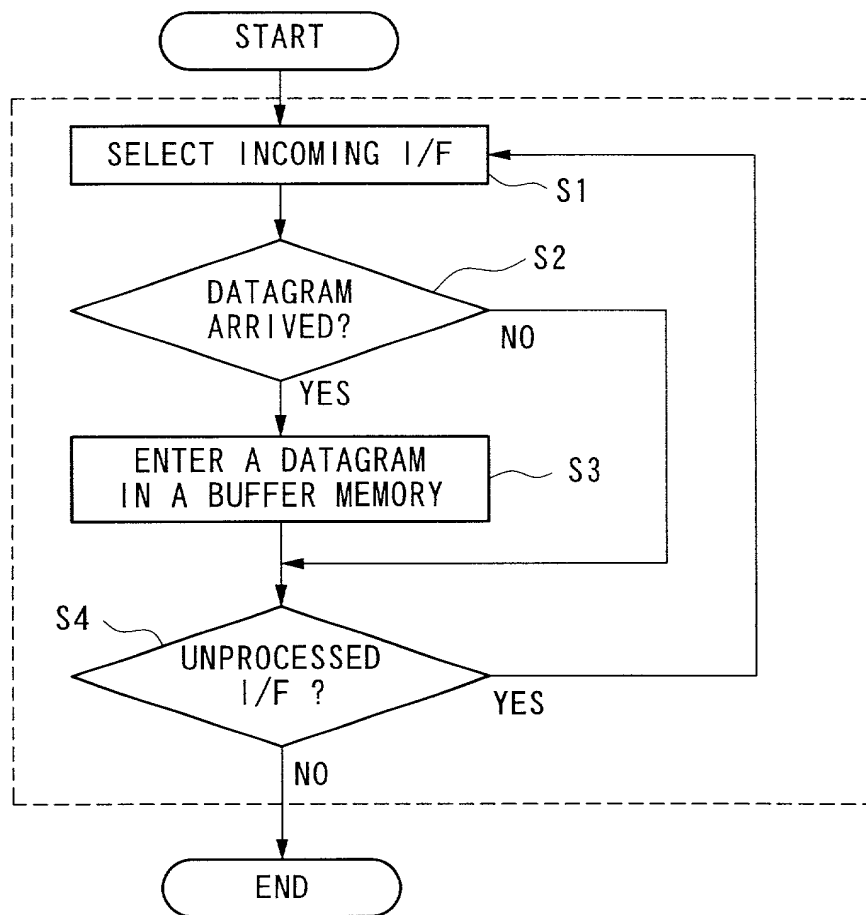 START
SELECT INCOMING I/F
S1
S2
DATAGRAM
ARRIVED?
NO
YES
ENTER A DATAGRAM
IN A BUFFER MEMORY
S3
S4
UNPROCESSED
I/F ?
YES
NO
END